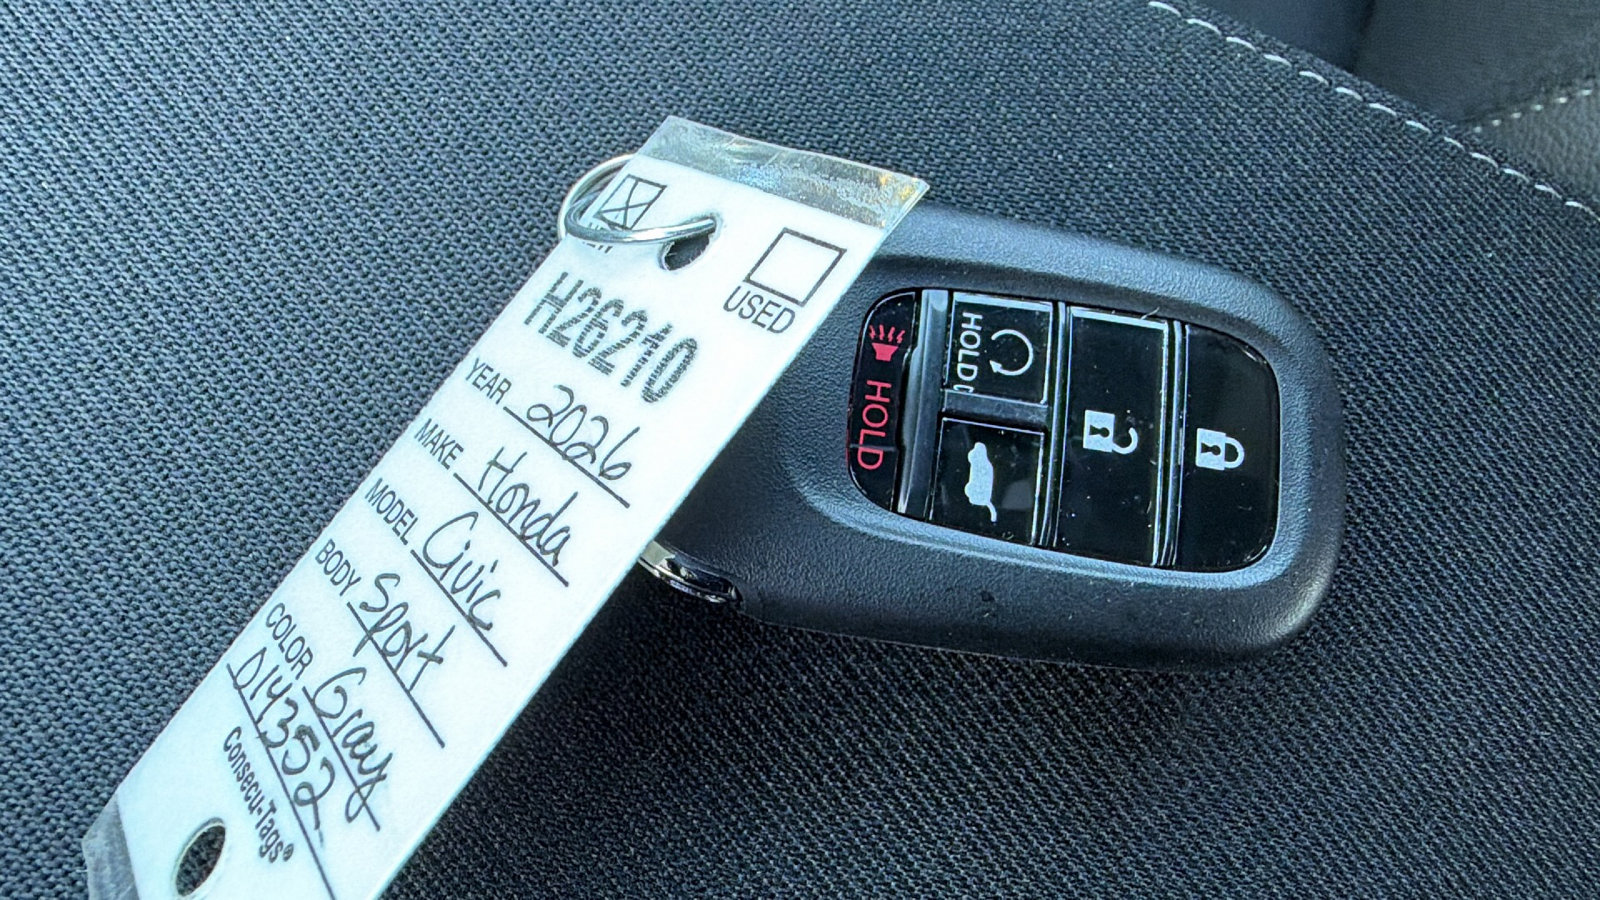 USED
H26210
YEAR 2026
MAKE Honda
MODEL Civic
BODY Sport
COLOR Gray
014352
Consecu-Tags®
HOLD
HOLD